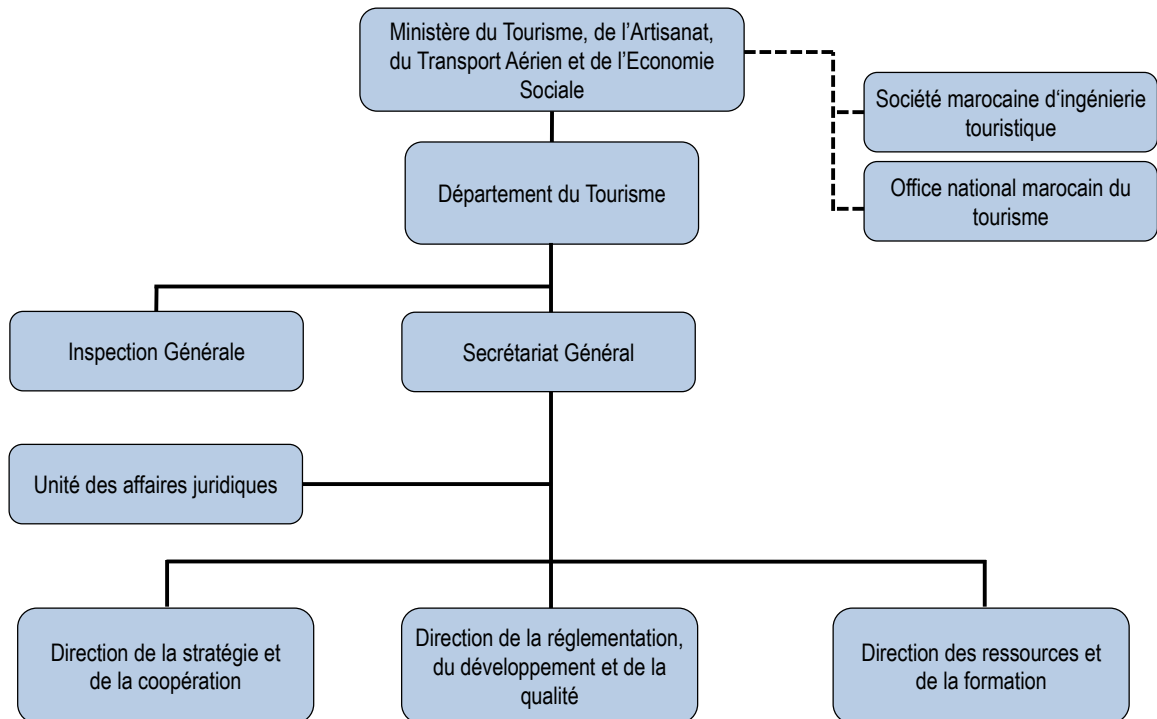 Ministère du Tourisme, de l’Artisanat,
du Transport Aérien et de l’Economie
Sociale
Société marocaine d‘ingénierie
touristique
Office national marocain du
tourisme
Département du Tourisme
Inspection Générale
Secrétariat Général
Unité des affaires juridiques
Direction de la stratégie et
de la coopération
Direction de la réglementation,
du développement et de la
qualité
Direction des ressources et
de la formation